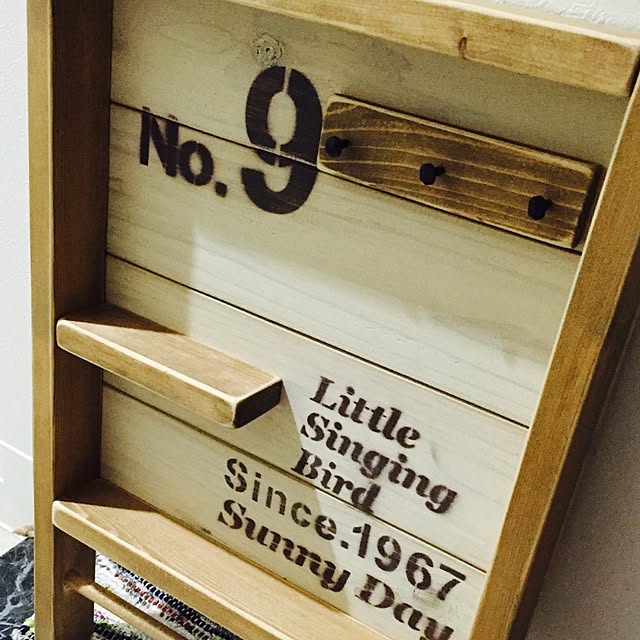 No. 9
Little
Singing
Bird
Since.1967
Sunny Day